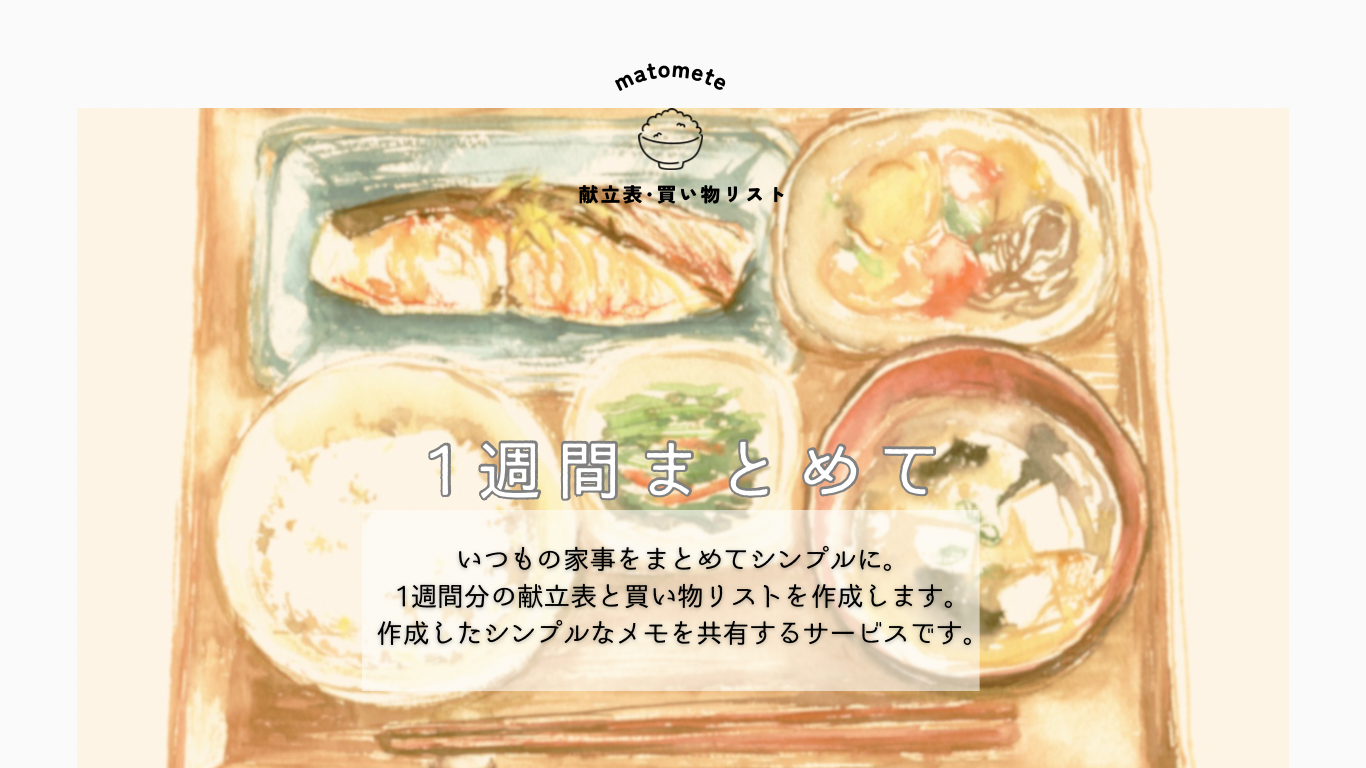 matomete
献立表･買い物リスト
1週間まとめて
いつもの家事をまとめてシンプルに。
1週間分の献立表と買い物リストを作成します。
作成したシンプルなメモを共有するサービスです。